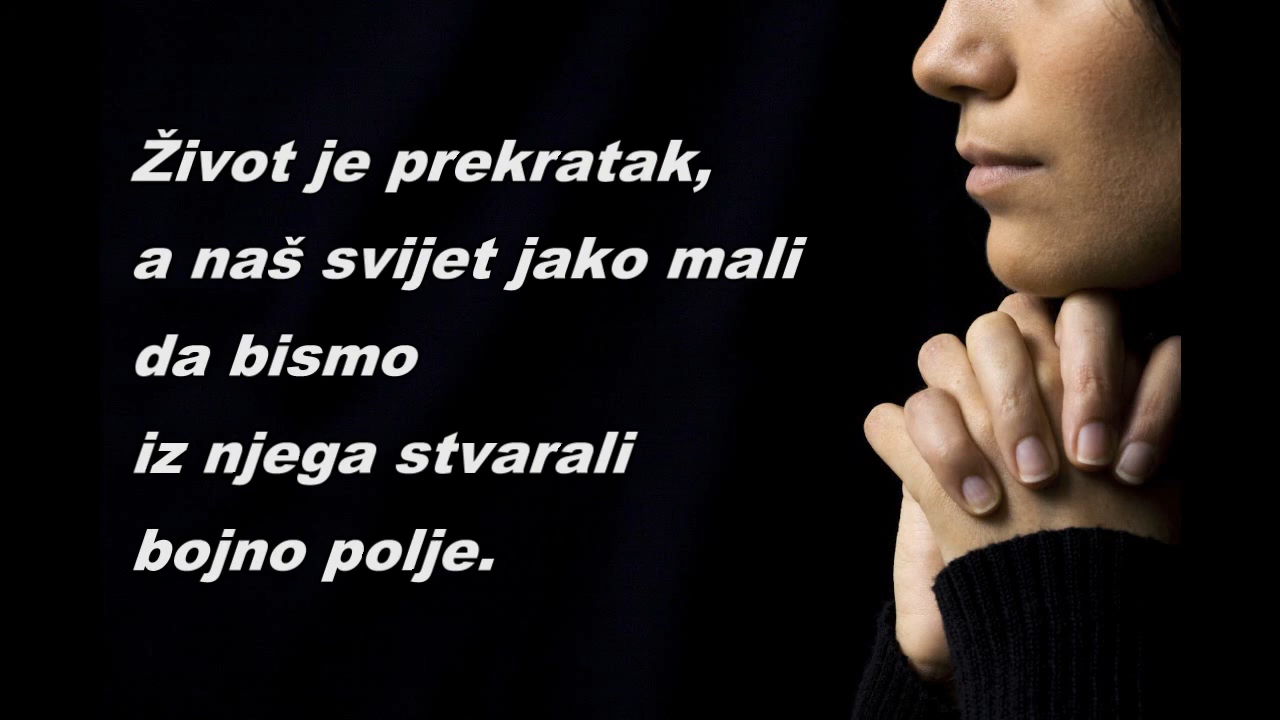 Život je prekratak,
a naš svijet jako mali
da bismo
iz njega stvarali
bojno polje.